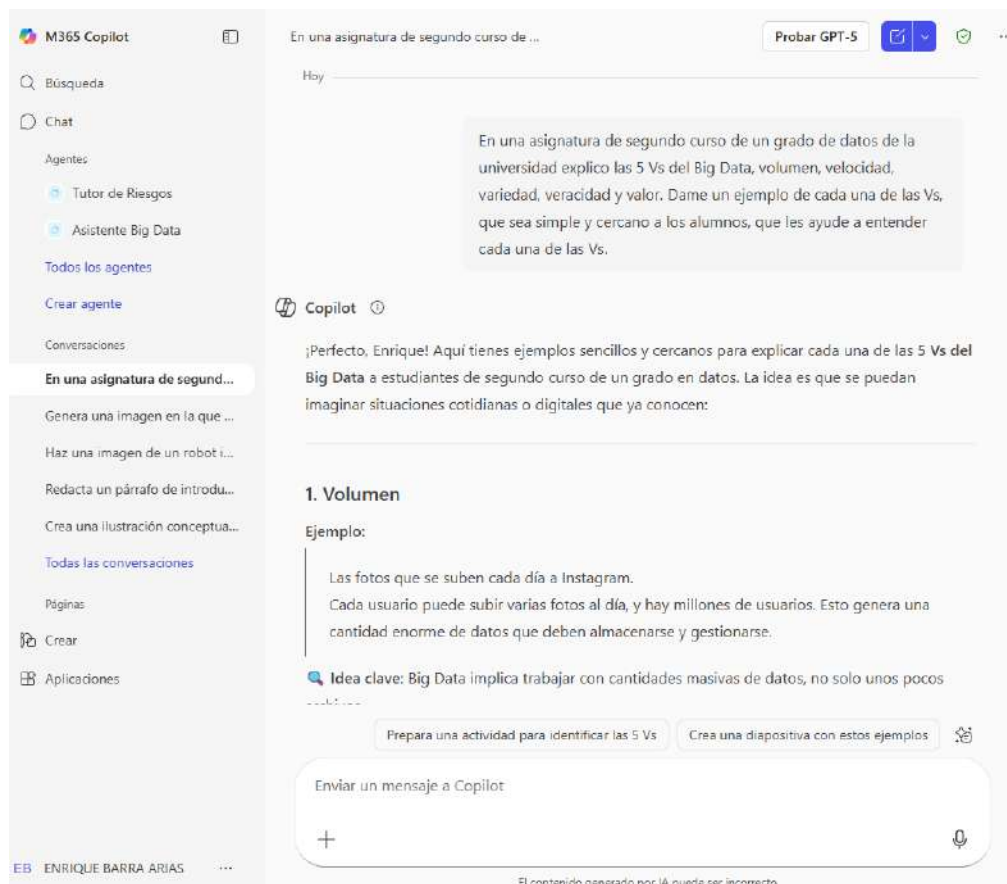 M365 Copilot
Búsqueda
Chat
Agentes
Tutor de Riesgos
Asistente Big Data
Todos los agentes
Crear agente
Conversaciones
En una asignatura de segund...
Genera una imagen en la que ...
Haz una imagen de un robot i...
Redacta un párrafo de introdu...
Crea una ilustración conceptua...
Todas las conversaciones
Páginas
Crear
Aplicaciones
EB ENRIQUE BARRA ARIAS ...
En una asignatura de segundo curso de ...
Probar GPT-5
Hoy
En una asignatura de segundo curso de un grado de datos de la
universidad explico las 5 Vs del Big Data, volumen, velocidad,
variedad, veracidad y valor. Dame un ejemplo de cada una de las Vs,
que sea simple y cercano a los alumnos, que les ayude a entender
cada una de las Vs.
Copilot
¡Perfecto, Enrique! Aquí tienes ejemplos sencillos y cercanos para explicar cada una de las 5 Vs del
Big Data a estudiantes de segundo curso de un grado en datos. La idea es que se puedan
imaginar situaciones cotidianas o digitales que ya conocen:
1. Volumen
Ejemplo:
Las fotos que se suben cada día a Instagram.
Cada usuario puede subir varias fotos al día, y hay millones de usuarios. Esto genera una
cantidad enorme de datos que deben almacenarse y gestionarse.
Idea clave: Big Data implica trabajar con cantidades masivas de datos, no solo unos pocos
Prepara una actividad para identificar las 5 Vs
Crea una diapositiva con estos ejemplos
Enviar un mensaje a Copilot
El contenido generado por IA puede ser incorrecto